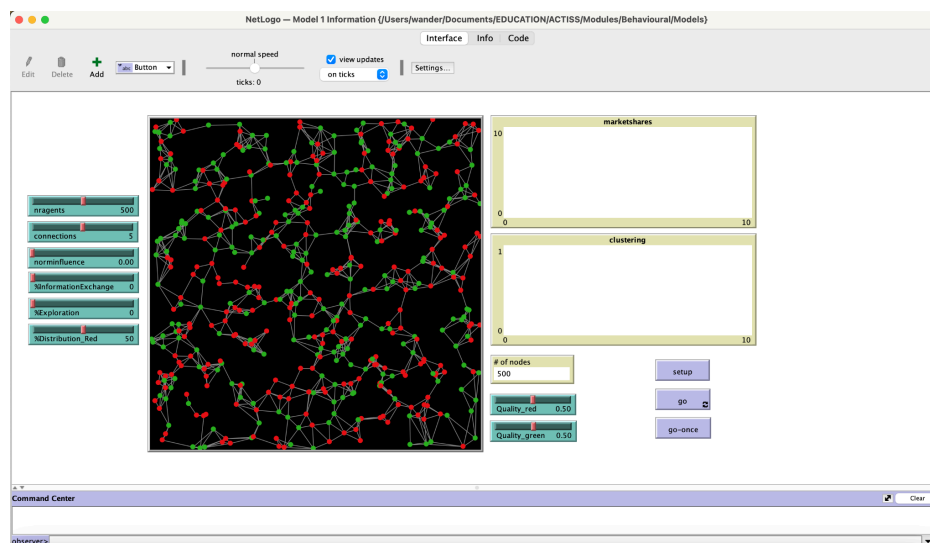 NetLogo — Model 1 Information {/Users/wander/Documents/EDUCATION/ACTISS/Modules/Behavioural/Models}
Interface Info Code
Edit
Delete
Add
abc Button
normal speed
ticks: 0
view updates
on ticks
Settings...
nragents 500
connections 5
norminfluence 0.00
%InformationExchange 0
%Exploration 0
%Distribution_Red 50
marketshares
10
0
0 10
clustering
1
0
0 10
# of nodes
500
Quality_red 0.50
Quality_green 0.50
setup
go
go-once
Command Center
Clear
observer>